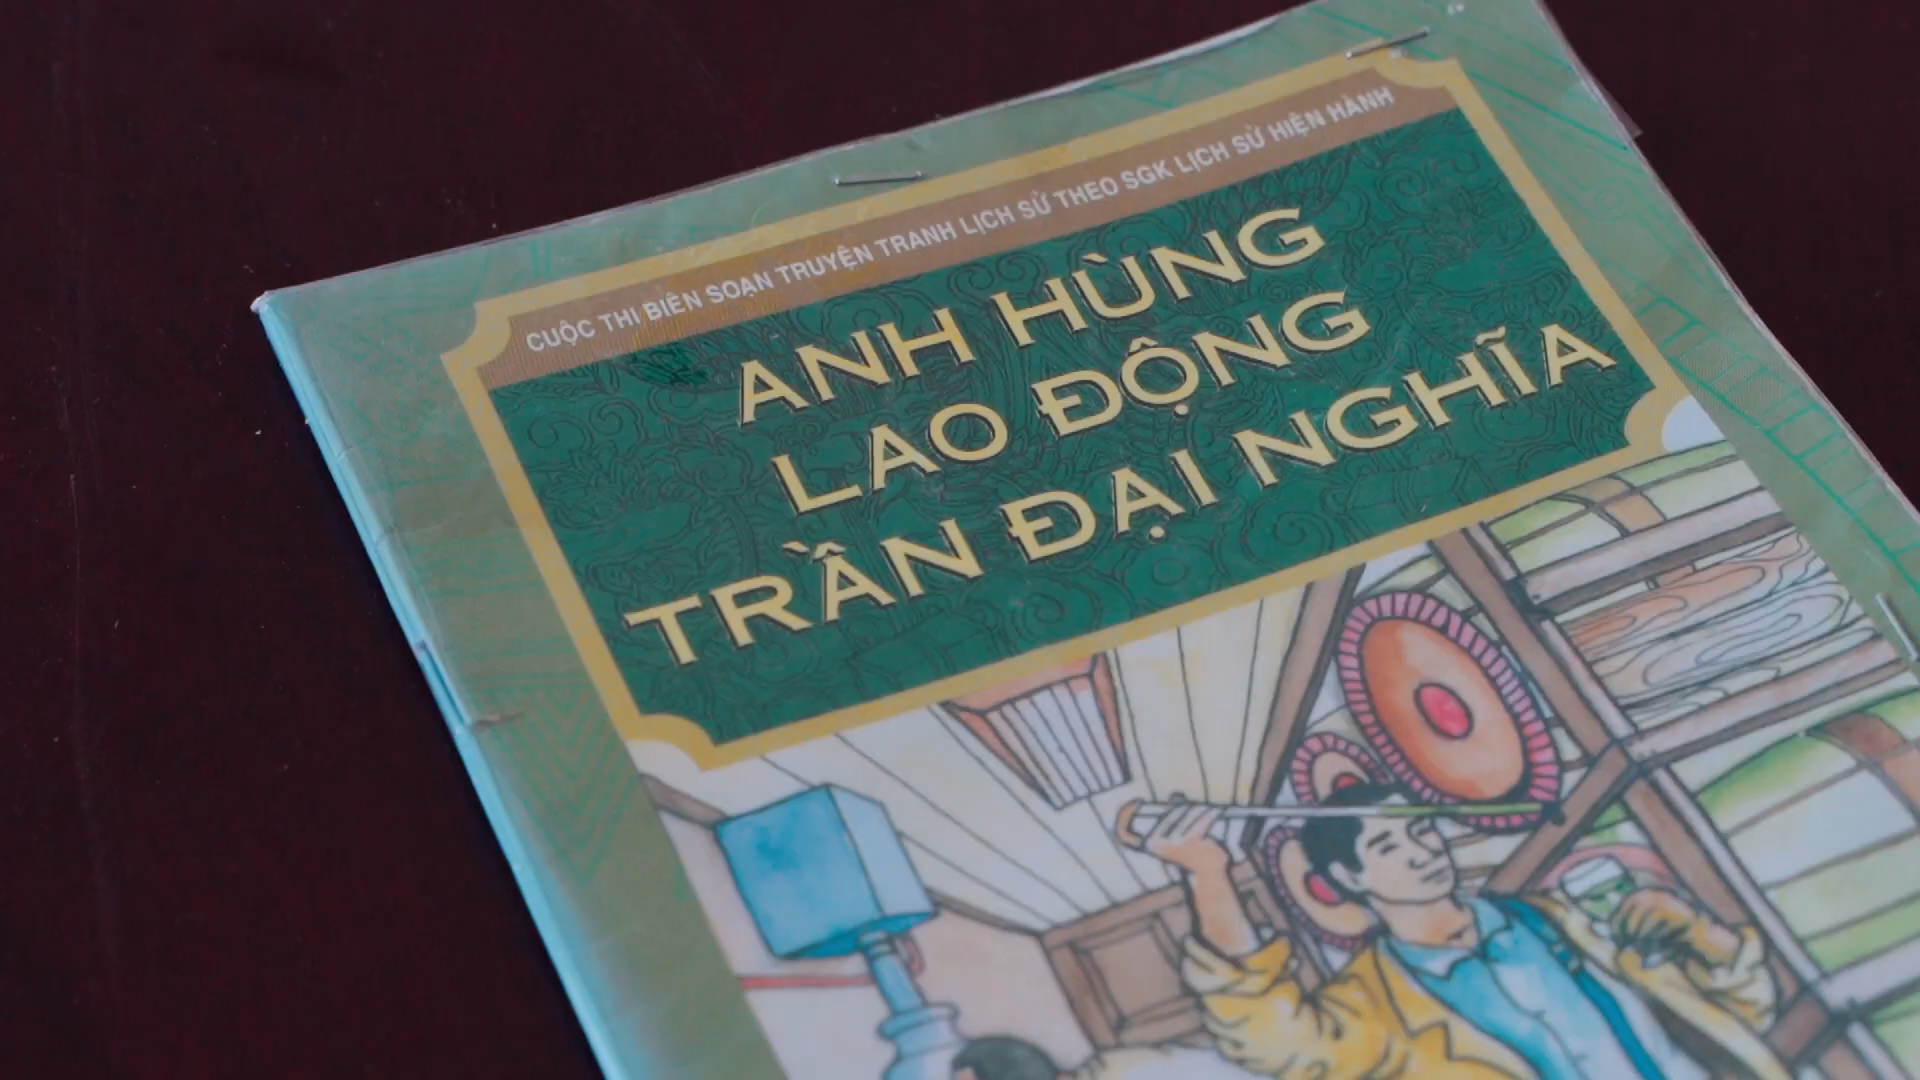 CUỘC THI BIÊN SOẠN TRUYỆN TRANH LỊCH SỬ THEO SGK LỊCH SỬ HIỆN HÀNH
ANH HÙNG
LAO ĐỘNG
TRẦN ĐẠI NGHĨA